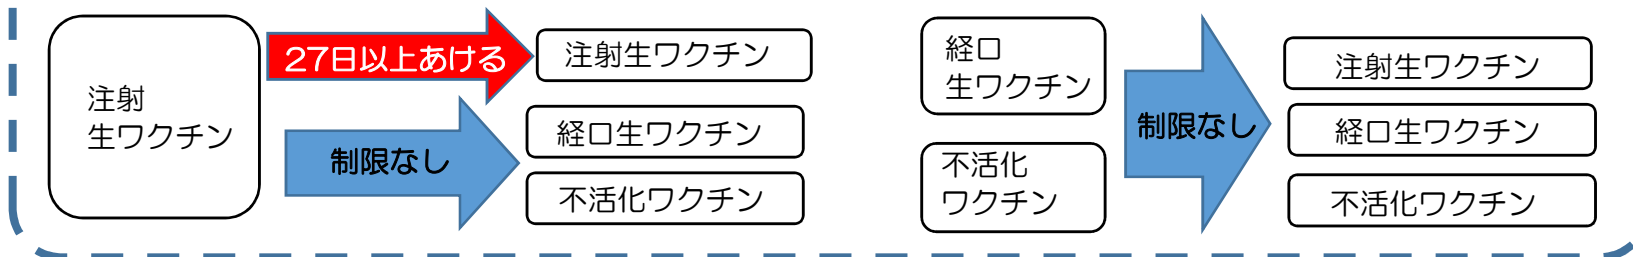 注射
生ワクチン
27日以上あける
注射生ワクチン
制限なし
経口生ワクチン
不活化ワクチン
経口
生ワクチン
不活化
ワクチン
制限なし
注射生ワクチン
経口生ワクチン
不活化ワクチン